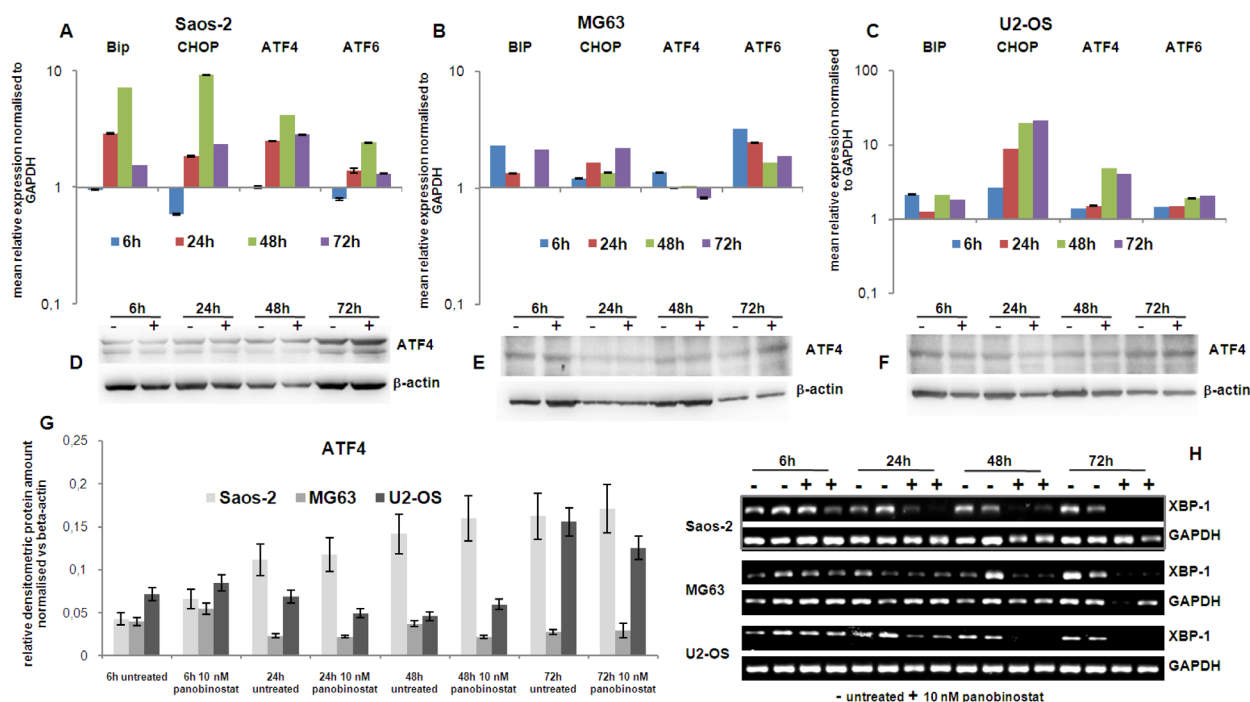 A
Saos-2
Bip CHOP ATF4 ATF6
mean relative expression normalised to
GAPDH
10
1
0,1
6h 24h 48h 72h
B
MG63
BIP CHOP ATF4 ATF6
mean relative expression normalised to
GAPDH
10
1
0,1
6h 24h 48h 72h
C
U2-OS
BIP CHOP ATF4 ATF6
mean relative expression normalised
to GAPDH
100
10
1
0,1
6h 24h 48h 72h
6h 24h 48h 72h
- + - + - + - +
ATF4
D
β-actin
6h 24h 48h 72h
- + - + - + - +
ATF4
E
β-actin
6h 24h 48h 72h
- + - + - + - +
ATF4
F
β-actin
G
ATF4
relative densitometric protein amount
normalised vs beta-actin
0,25
0,2
0,15
0,1
0,05
0
Saos-2 MG63 U2-OS
6h untreated
6h 10 nM
panobinostat
24h
untreated
24h 10 nM
panobinostat
48h
untreated
48h 10 nM
panobinostat
72h
untreated
72h 10 nM
panobinostat
H
6h 24h 48h 72h
- - + + - - + + - - + + - - + +
Saos-2
XBP-1
GAPDH
MG63
XBP-1
GAPDH
U2-OS
XBP-1
GAPDH
- untreated + 10 nM panobinostat